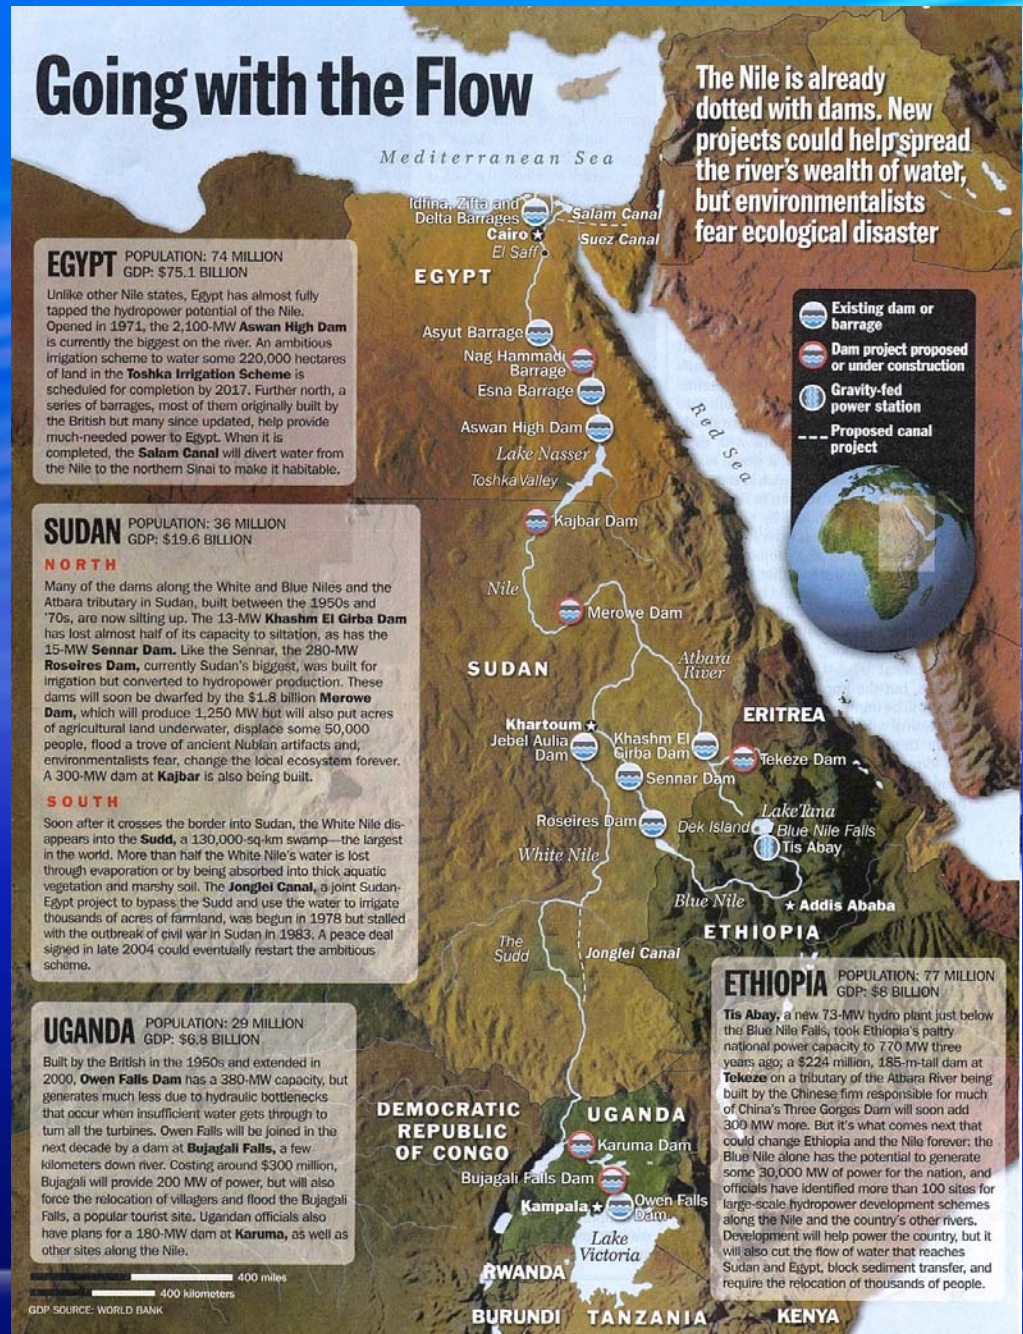 Going with the Flow
The Nile is already
dotted with dams. New
projects could help spread
the river's wealth of water,
but environmentalists
fear ecological disaster
Mediterranean Sea
Idfina, Zifta and
Delta Barrages
Salam Canal
Cairo
Suez Canal
El Saff
EGYPT
Asyut Barrage
Nag Hammadi
Barrage
Esna Barrage
Aswan High Dam
Lake Nasser
Toshka Valley
Red Sea
Existing dam or
barrage
Dam project proposed
or under construction
Gravity-fed
power station
Proposed canal
project
EGYPT POPULATION: 74 MILLION
GDP: $75.1 BILLION
Unlike other Nile states, Egypt has almost fully
tapped the hydropower potential of the Nile.
Opened in 1971, the 2,100-MW Aswan High Dam
is currently the biggest on the river. An ambitious
irrigation scheme to water some 220,000 hectares
of land in the Toshka Irrigation Scheme is
scheduled for completion by 2017. Further north, a
series of barrages, most of them originally built by
the British but many since updated, help provide
much-needed power to Egypt. When it is
completed, the Salam Canal will divert water from
the Nile to the northern Sinai to make it habitable.
SUDAN POPULATION: 36 MILLION
GDP: $19.6 BILLION
NORTH
Many of the dams along the White and Blue Niles and the
Atbara tributary in Sudan, built between the 1950s and
'70s, are now silting up. The 13-MW Khashm El Girba Dam
has lost almost half of its capacity to siltation, as has the
15-MW Sennar Dam. Like the Sennar, the 280-MW
Roseires Dam, currently Sudan's biggest, was built for
irrigation but converted to hydropower production. These
dams will soon be dwarfed by the $1.8 billion Merowe
Dam, which will produce 1,250 MW but will also put acres
of agricultural land underwater, displace some 50,000
people, flood a trove of ancient Nubian artifacts and,
environmentalists fear, change the local ecosystem forever.
A 300-MW dam at Kajbar is also being built.
SOUTH
Soon after it crosses the border into Sudan, the White Nile dis-
appears into the Sudd, a 130,000-sq-km swamp—the largest
in the world. More than half the White Nile's water is lost
through evaporation or by being absorbed into thick aquatic
vegetation and marshy soil. The Jonglei Canal, a joint Sudan-
Egypt project to bypass the Sudd and use the water to irrigate
thousands of acres of farmland, was begun in 1978 but stalled
with the outbreak of civil war in Sudan in 1983. A peace deal
signed in late 2004 could eventually restart the ambitious
scheme.
Kajbar Dam
Nile
Merowe Dam
SUDAN
Atbara
River
ERITREA
Khartoum
Jebel Aulia
Dam
Khashm El
Girba Dam
Tekeze Dam
Sennar Dam
Lake Tana
Roseires Dam
Dek Island
Blue Nile Falls
Tis Abay
White Nile
Blue Nile
Addis Ababa
ETHIOPIA
The
Sudd
Jonglei Canal
UGANDA POPULATION: 29 MILLION
GDP: $6.8 BILLION
Built by the British in the 1950s and extended in
2000, Owen Falls Dam has a 380-MW capacity, but
generates much less due to hydraulic bottlenecks
that occur when insufficient water gets through to
turn all the turbines. Owen Falls will be joined in the
next decade by a dam at Bujagali Falls, a few
kilometers down river. Costing around $300 million,
Bujagali will provide 200 MW of power, but will also
force the relocation of villagers and flood the Bujagali
Falls, a popular tourist site. Ugandan officials also
have plans for a 180-MW dam at Karuma, as well as
other sites along the Nile.
ETHIOPIA POPULATION: 77 MILLION
GDP: $8 BILLION
Tis Abay, a new 73-MW hydro plant just below
the Blue Nile Falls, took Ethiopia's paltry
national power capacity to 770 MW three
years ago; a $224 million, 185-m-tall dam at
Tekeze on a tributary of the Atbara River being
built by the Chinese firm responsible for much
of China's Three Gorges Dam will soon add
300 MW more. But it's what comes next that
could change Ethiopia and the Nile forever: the
Blue Nile alone has the potential to generate
some 30,000 MW of power for the nation, and
officials have identified more than 100 sites for
large-scale hydropower development schemes
along the Nile and the country's other rivers.
Development will help power the country, but it
will also cut the flow of water that reaches
Sudan and Egypt, block sediment transfer, and
require the relocation of thousands of people.
DEMOCRATIC
REPUBLIC
OF CONGO
UGANDA
Karuma Dam
Bujagali Falls Dam
Kampala
Owen Falls
Dam
Lake
Victoria
RWANDA
BURUNDI
TANZANIA
KENYA
400 miles
400 kilometers
GDP SOURCE: WORLD BANK